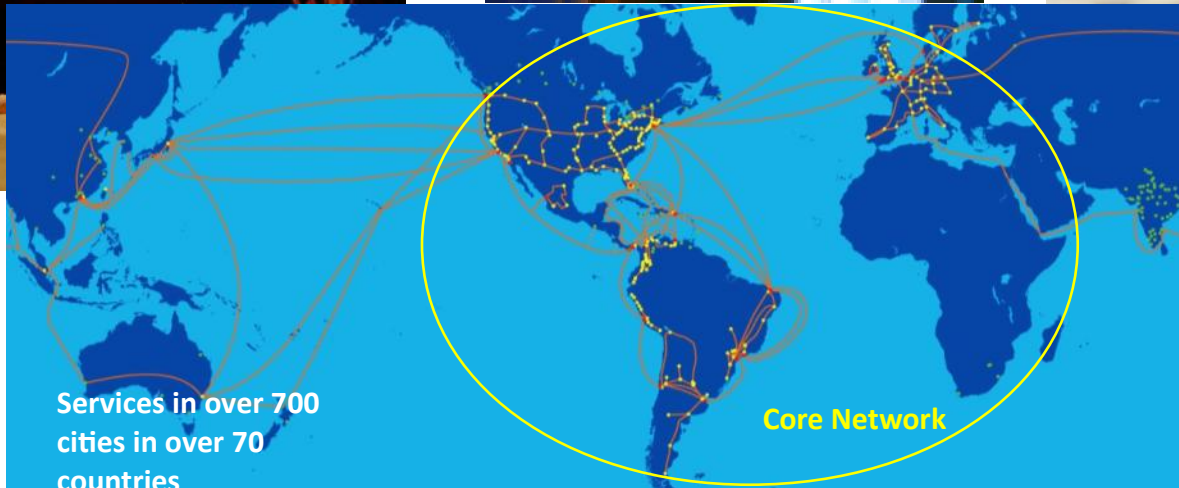 Services in over 700
cities in over 70
countries
Core Network